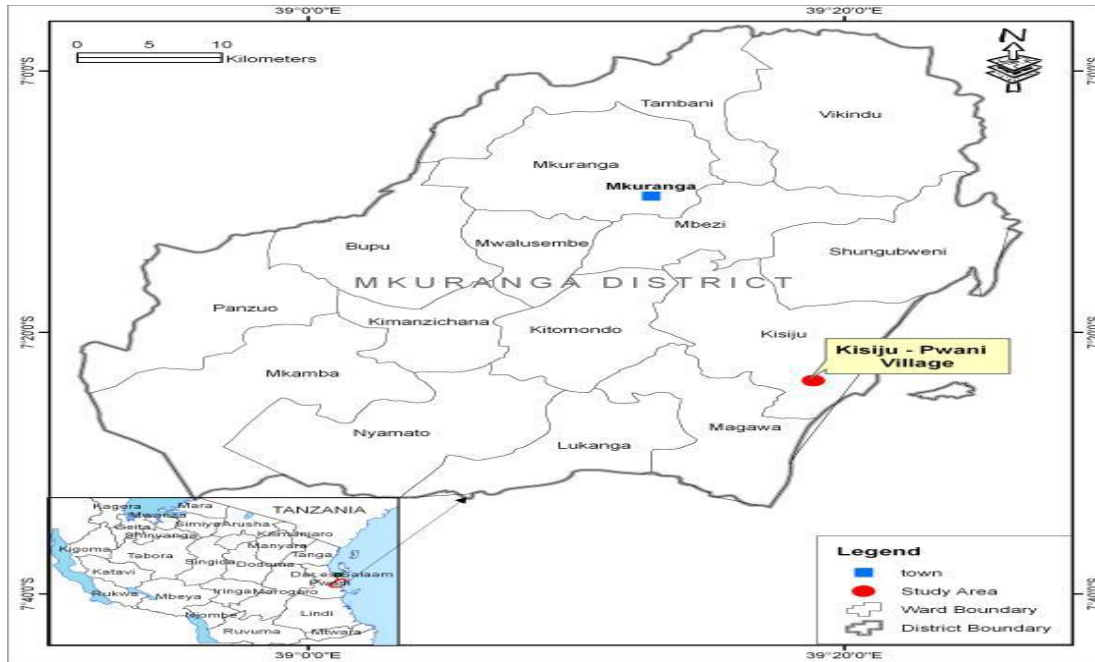 39°0'0"E
39°20'0"E
0 5 10
Kilometers
N
7°0'0"S
7°0'0"S
Tambani
Vikindu
Mkuranga
Mkuranga
Mbezi
Bupu
Mwalusembe
Shungubweni
MKURANGA DISTRICT
Panzuo
Kimanzichana
Kitomondo
Kisiju
7°20'0"S
7°20'0"S
Kisiju - Pwani
Village
Mkamba
Nyamato
Lukanga
Magawa
TANZANIA
Kagera
Mara
Mwanza
Geita
Simiyu
Arusha
Shinyanga
Kilimanjaro
Manyara
Kigoma
Tabora
Singida
Tanga
Dodoma
Katavi
Dar es Salaam
Pwani
Rukwa
Mbeya
Iringa
Morogoro
Njombe
Lindi
Ruvuma
Mtwara
Legend
town
Study Area
Ward Boundary
District Boundary
7°40'0"S
7°40'0"S
39°0'0"E
39°20'0"E